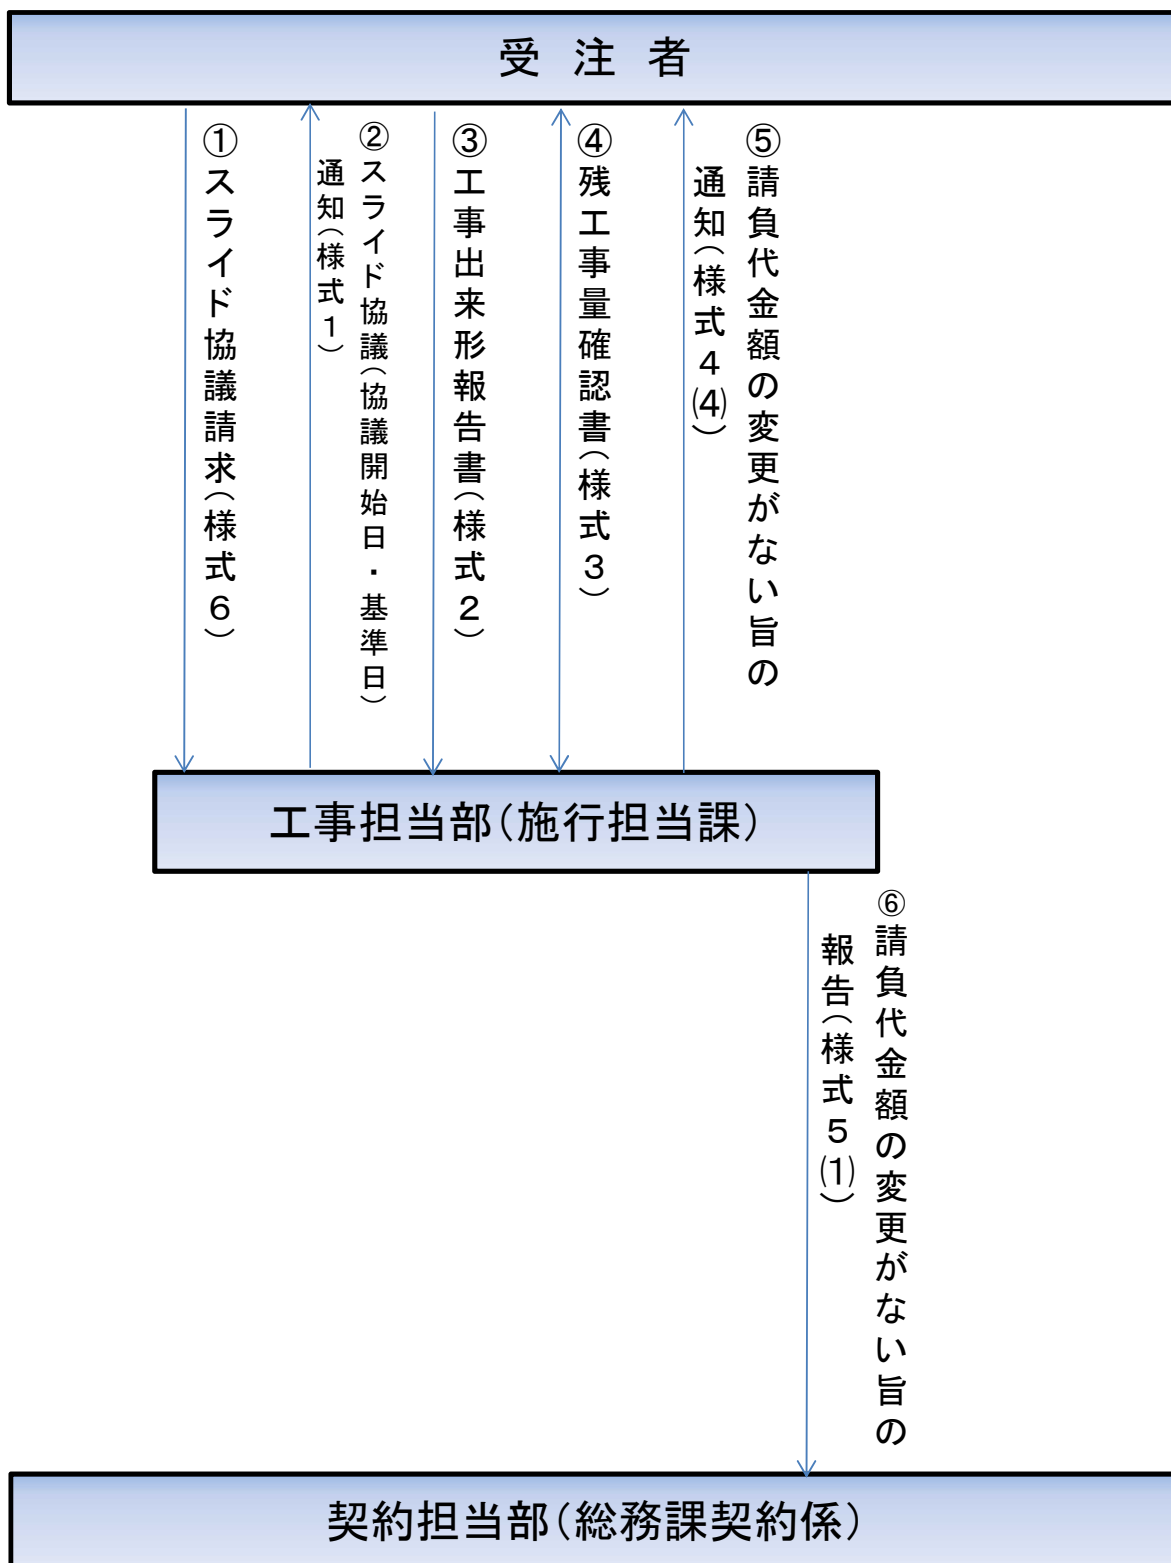 受 注 者
①スライド協議請求(様式6)
②スライド協議(協議開始日・基準日)
通知(様式1)
③工事出来形報告書(様式2)
④残工事量確認書(様式3)
⑤請負代金額の変更がない旨の
通知(様式4⑷)
工事担当部(施行担当課)
⑥請負代金額の変更がない旨の
報告(様式5⑴)
契約担当部(総務課契約係)